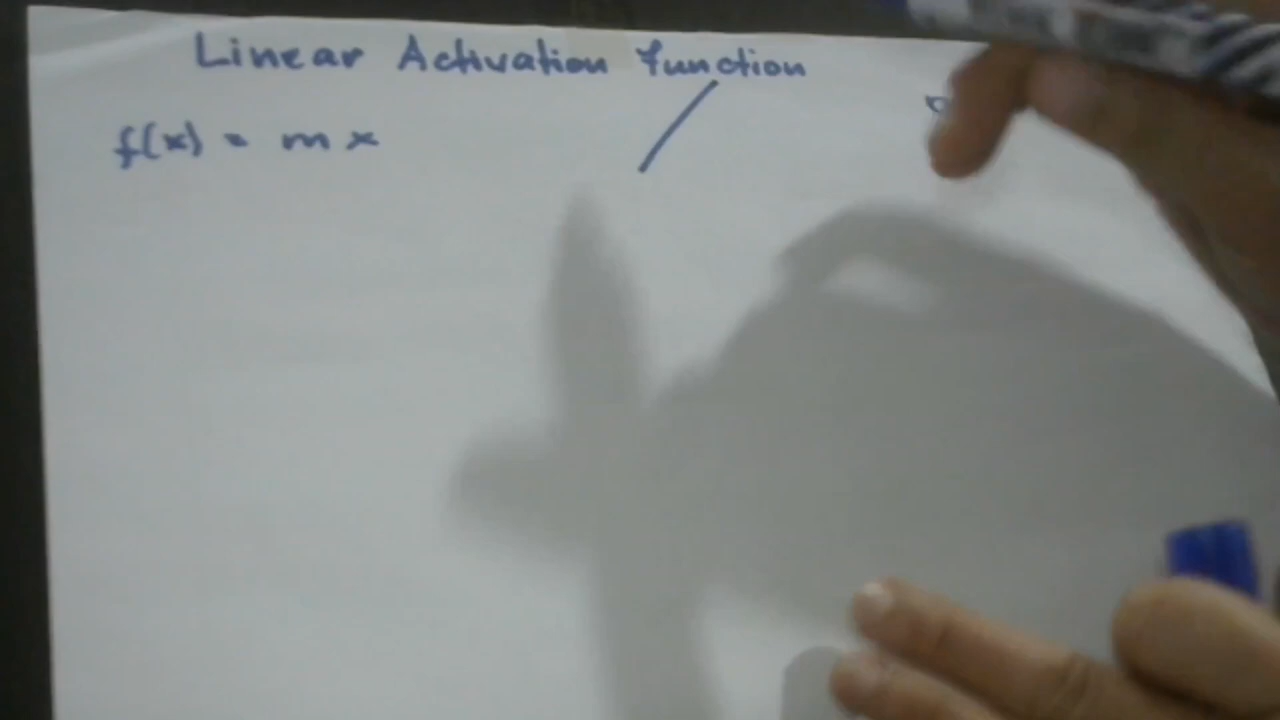 Linear Activation Function
f(x) = mx